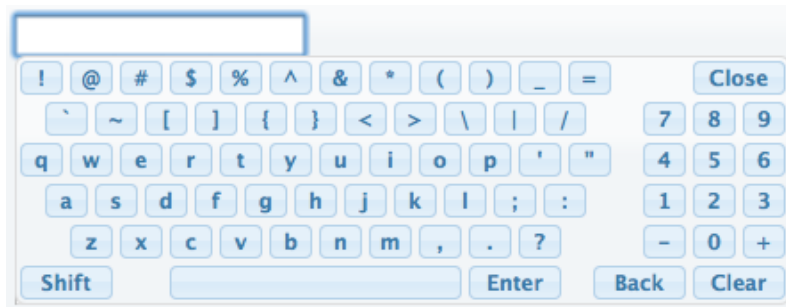 ! @ # $ % ^ & * ( ) _ = Close
` ~ [ ] { } < > \ | / 7 8 9
q w e r t y u i o p ' " 4 5 6
a s d f g h j k l ; : 1 2 3
z x c v b n m , . ? - 0 +
Shift Enter Back Clear